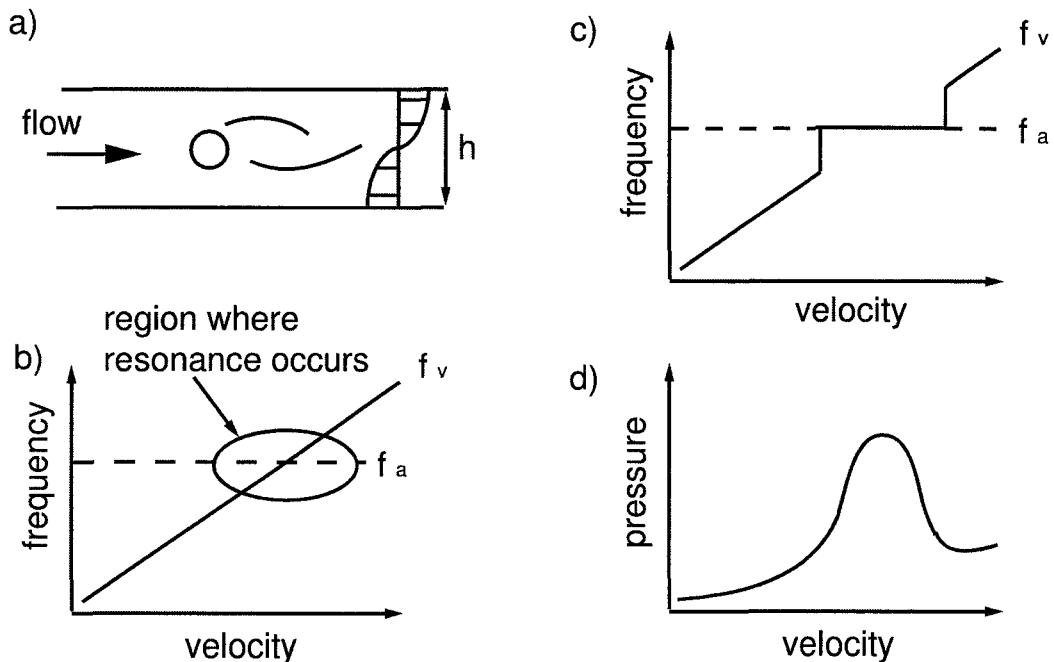 a)
flow
h
b)
region where
resonance occurs
f v
f a
frequency
velocity
c)
f v
f a
frequency
velocity
d)
pressure
velocity